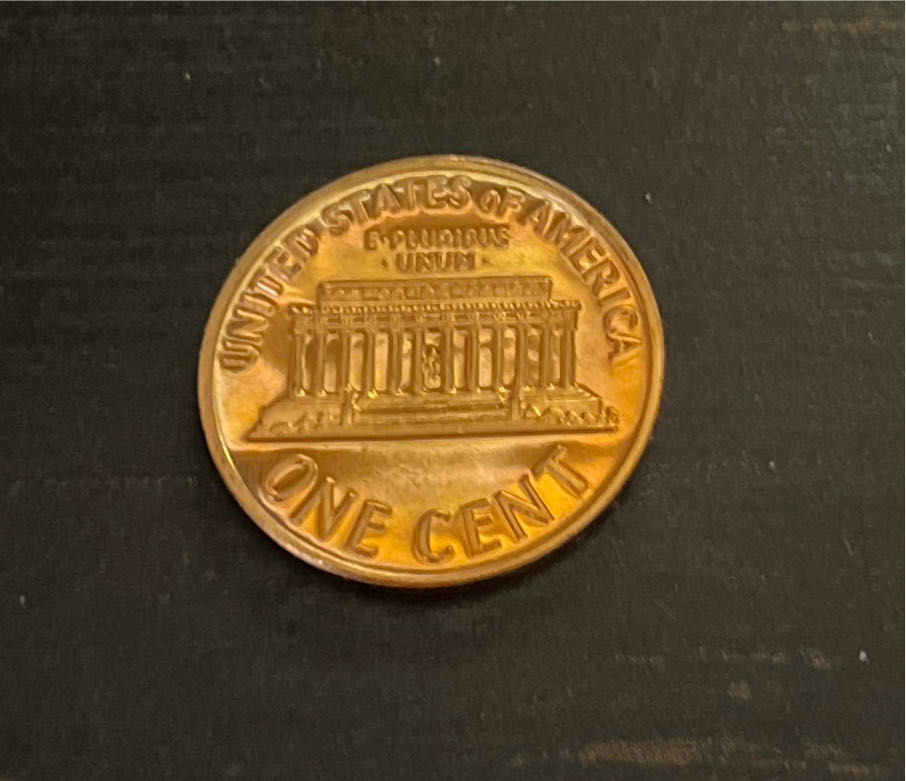 UNITED STATES OF AMERICA
E·PLURIBUS
·UNUM·
ONE CENT